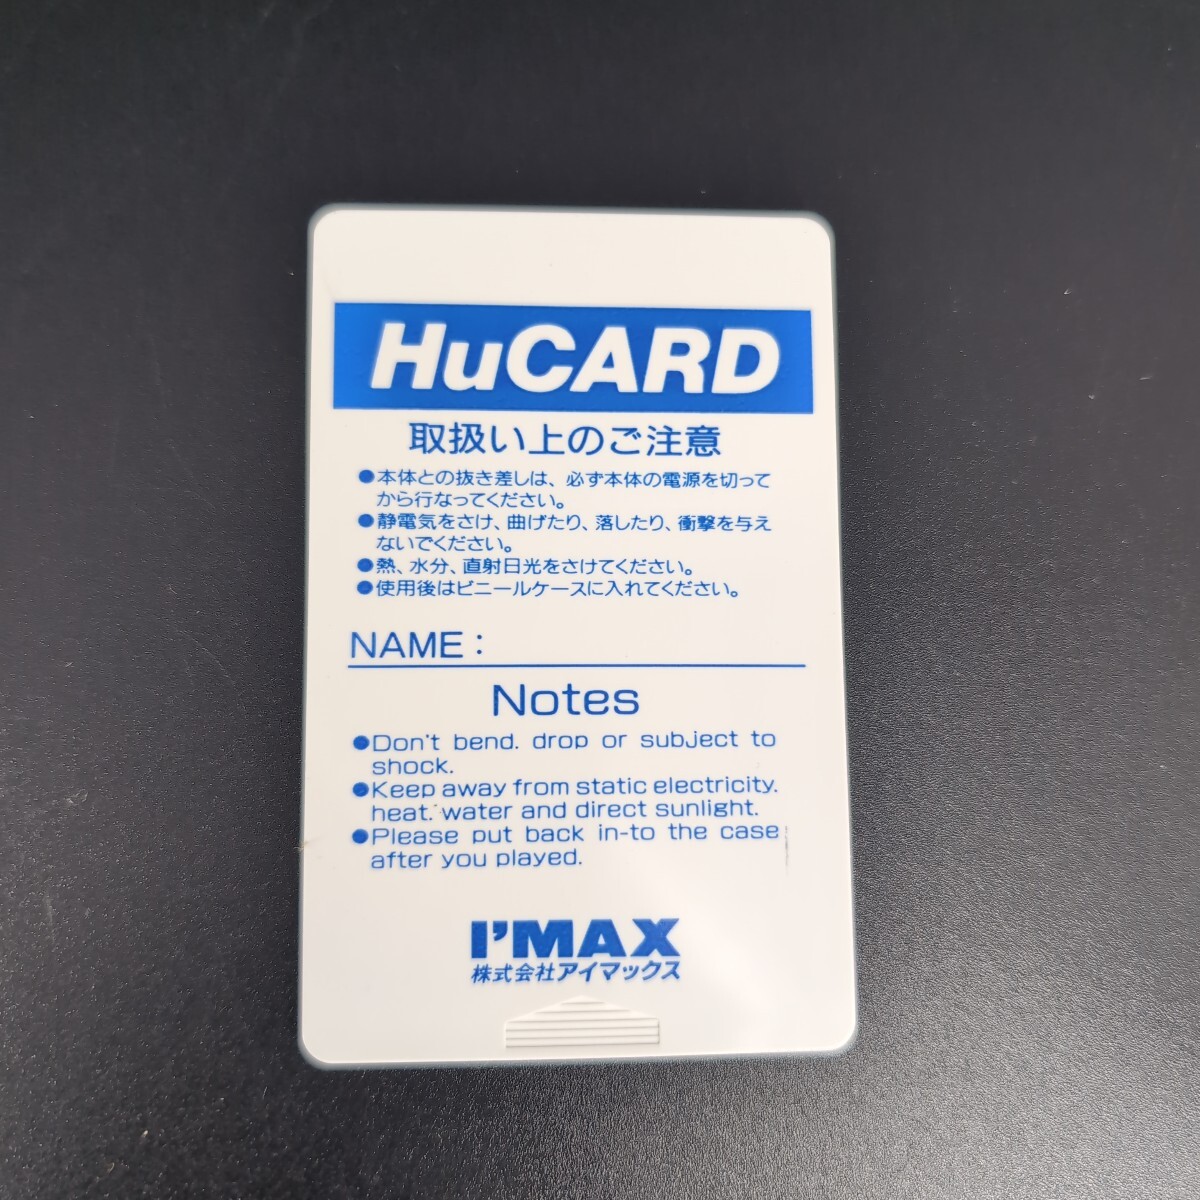 HuCARD
取扱い上のご注意
●本体との抜き差しは、必ず本体の電源を切って
から行なってください。
●静電気をさけ、曲げたり、落したり、衝撃を与え
ないでください。
●熱、水分、直射日光をさけてください。
●使用後はビニールケースに入れてください。
NAME：
Notes
●Don't bend. drop or subject to
shock.
●Keep away from static electricity.
heat. water and direct sunlight.
●Please put back in-to the case
after you played.
I'MAX
株式会社アイマックス